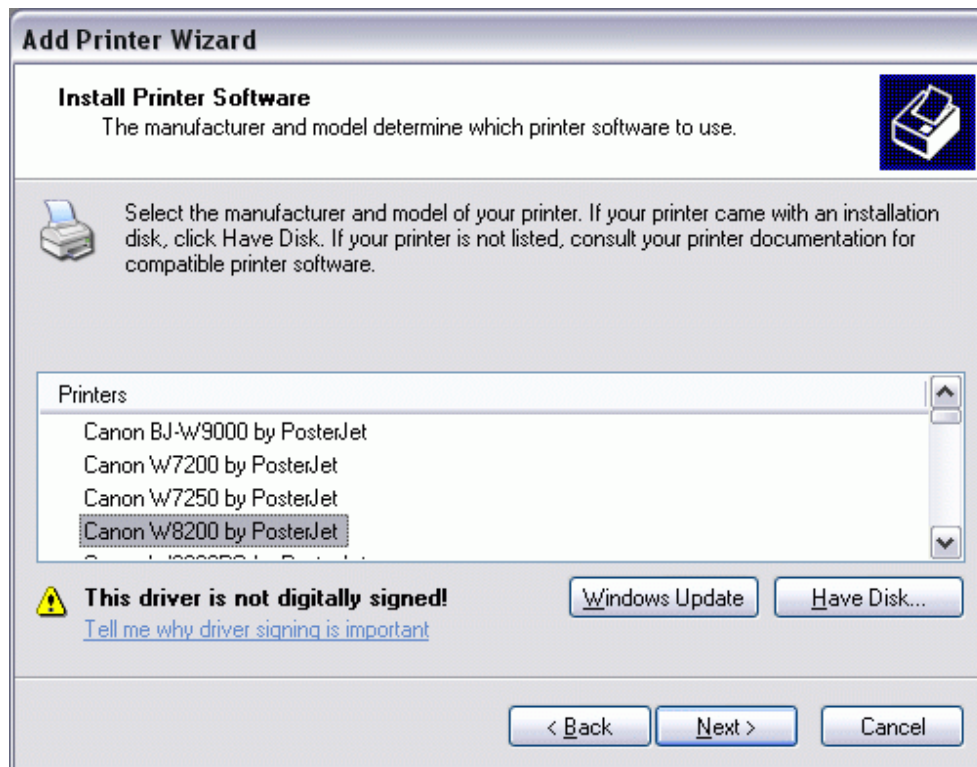 Add Printer Wizard
Install Printer Software
The manufacturer and model determine which printer software to use.
Select the manufacturer and model of your printer. If your printer came with an installation
disk, click Have Disk. If your printer is not listed, consult your printer documentation for
compatible printer software.
Printers
Canon BJ-W9000 by PosterJet
Canon W7200 by PosterJet
Canon W7250 by PosterJet
Canon W8200 by PosterJet
This driver is not digitally signed!
Windows Update
Have Disk...
Tell me why driver signing is important
< Back
Next >
Cancel